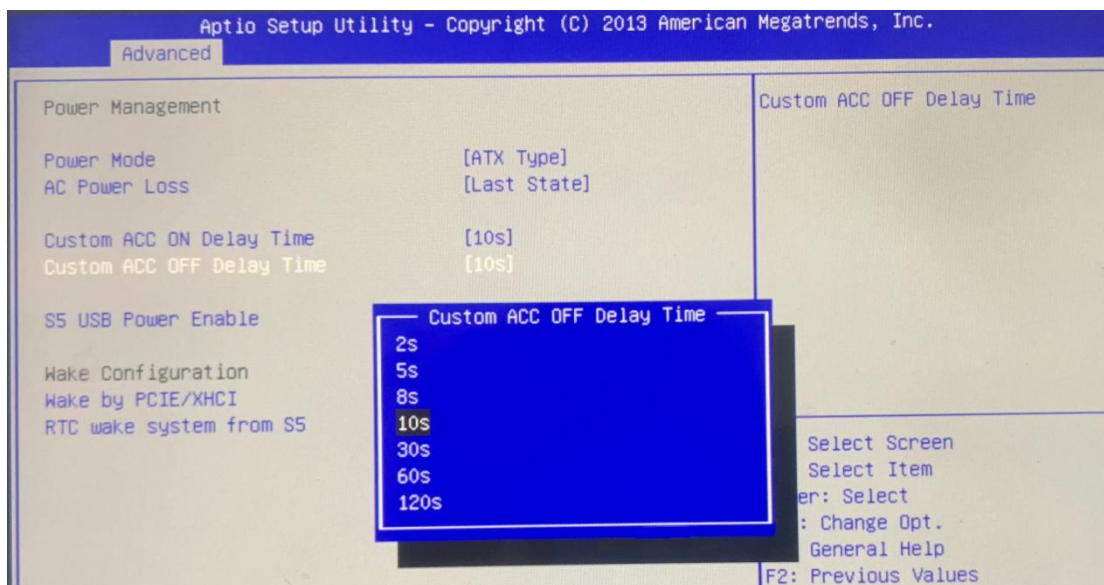 Aptio Setup Utility - Copyright (C) 2013 American Megatrends, Inc.
Advanced
Power Management
Custom ACC OFF Delay Time
Power Mode [ATX Type]
AC Power Loss [Last State]
Custom ACC ON Delay Time [10s]
Custom ACC OFF Delay Time [10s]
S5 USB Power Enable
Wake Configuration
Wake by PCIE/XHCI
RTC wake system from S5
Custom ACC OFF Delay Time
2s
5s
8s
10s
30s
60s
120s
Select Screen
Select Item
er: Select
: Change Opt.
General Help
F2: Previous Values